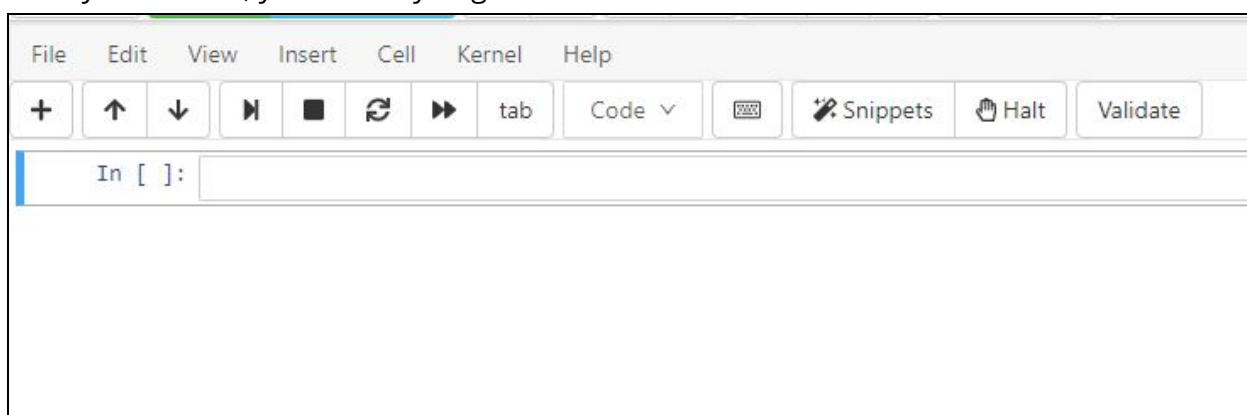 File Edit View Insert Cell Kernel Help
tab Code Snippets Halt Validate
In [ ]: